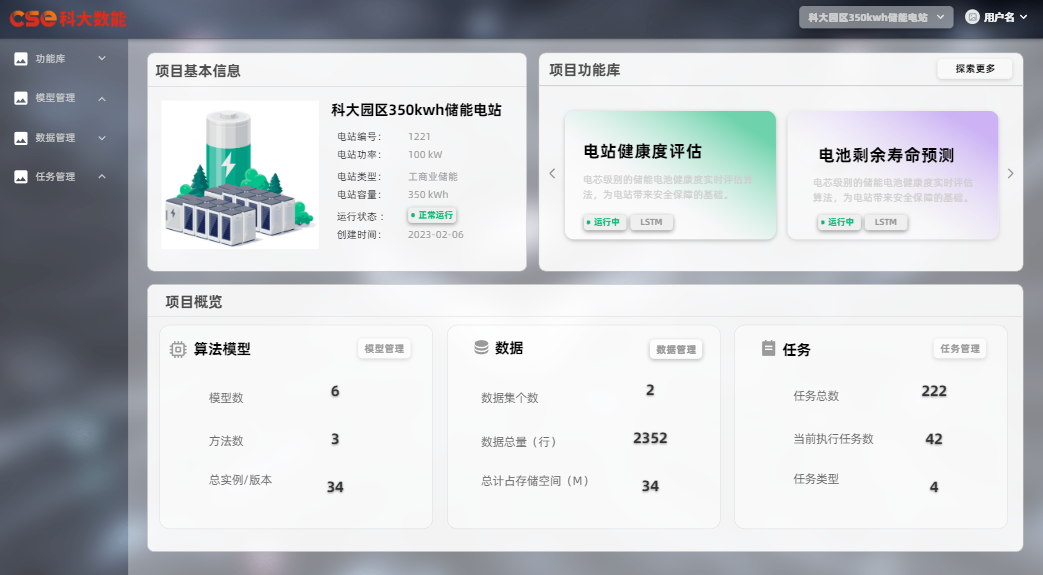 CSE科大数能
科大园区350kwh储能电站
用户名
功能库
模型管理
数据管理
任务管理
项目基本信息
科大园区350kwh储能电站
电站编号： 1221
电站功率： 100 kW
电站类型： 工商业储能
电站容量： 350 kWh
运行状态： 正常运行
创建时间： 2023-02-06
项目功能库
探索更多
电站健康度评估
电芯级别的储能电池健康度实时评估算
法，为电站带来安全保障的基础。
运行中 LSTM
电池剩余寿命预测
电芯级别的储能电池健康度实时评估
算法，为电站带来安全保障的基础。
运行中 LSTM
项目概览
算法模型
模型管理
模型数 6
方法数 3
总实例/版本 34
数据
数据管理
数据集个数 2
数据总量（行） 2352
总计占存储空间（M） 34
任务
任务管理
任务总数 222
当前执行任务数 42
任务类型 4